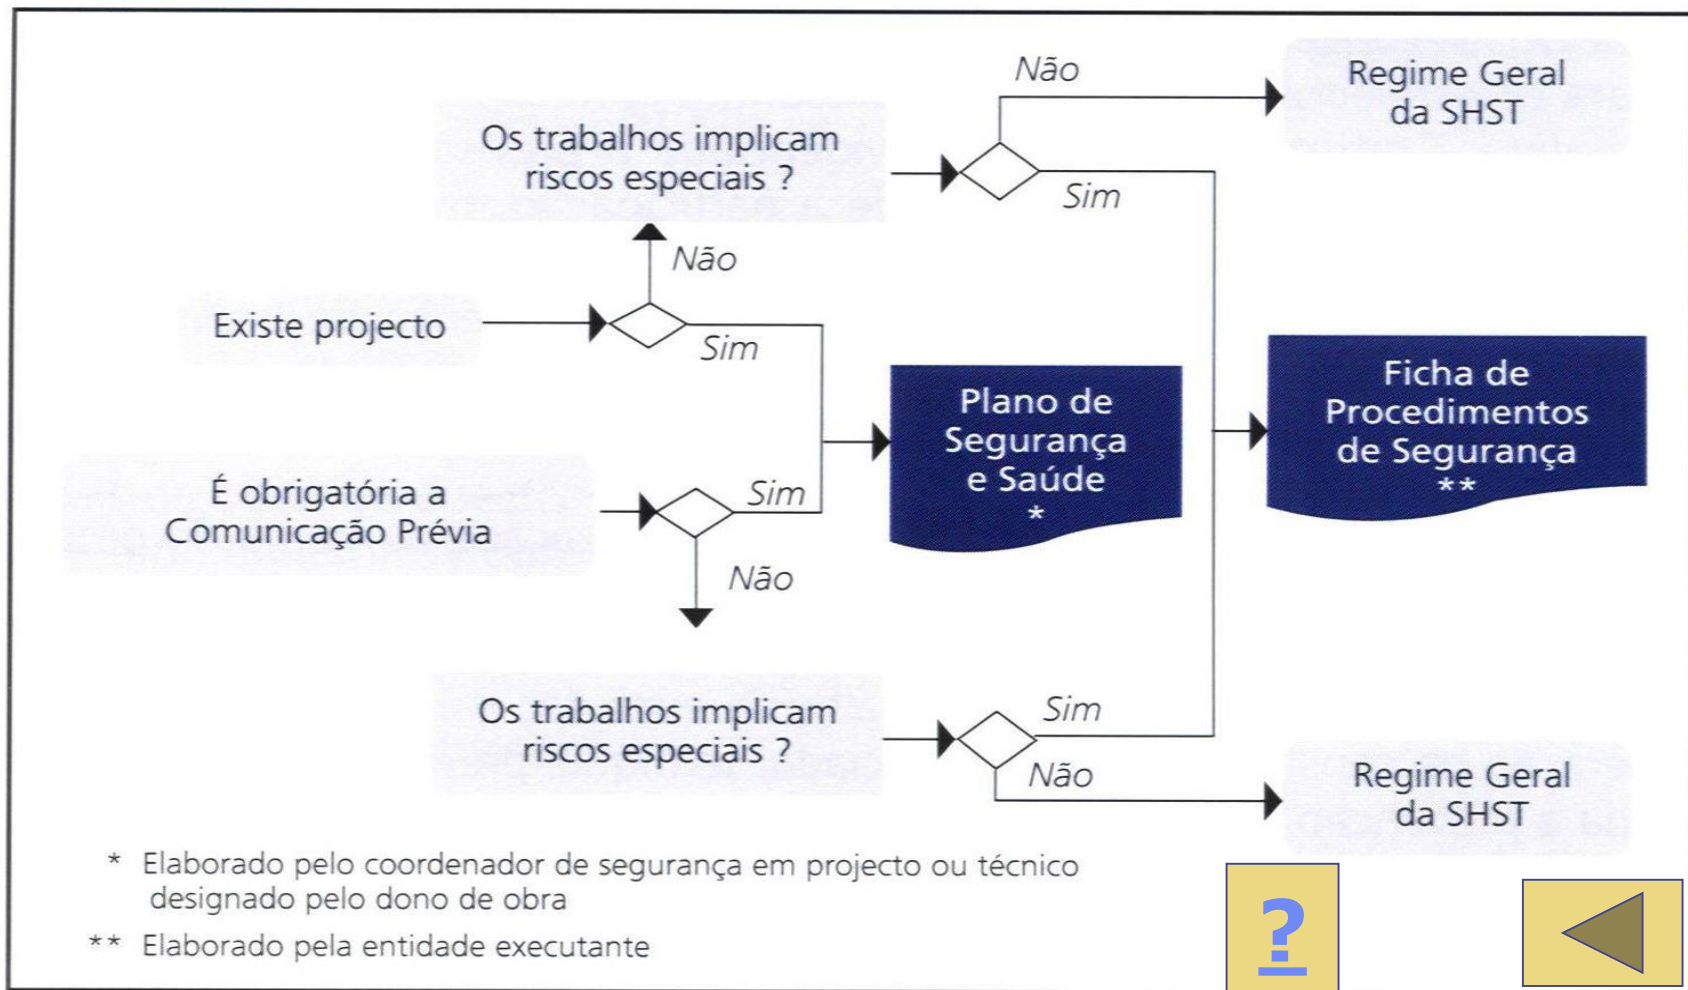 Não
Regime Geral
da SHST
Os trabalhos implicam
riscos especiais ?
Sim
Não
Existe projecto
Sim
Plano de
Segurança
e Saúde
*
Ficha de
Procedimentos
de Segurança
**
É obrigatória a
Comunicação Prévia
Sim
Não
Os trabalhos implicam
riscos especiais ?
Sim
Não
Regime Geral
da SHST
* Elaborado pelo coordenador de segurança em projecto ou técnico
designado pelo dono de obra
** Elaborado pela entidade executante
?